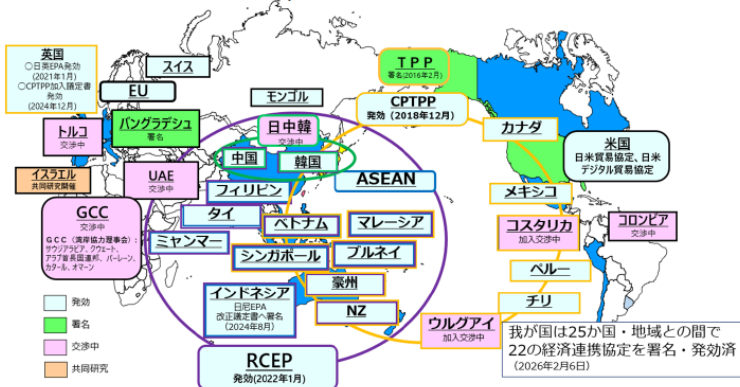 英国
○日英EPA発効
(2021年1月)
○CPTPP加入議定書
発効
(2024年12月)
スイス
EU
トルコ
交渉中
バングラデシュ
署名
イスラエル
共同研究開催
UAE
交渉中
GCC
交渉中
GCC(湾岸協力理事会):
サウジアラビア、クウェート、
アラブ首長国連邦、バーレーン、
カタール、オマーン
モンゴル
日中韓
交渉中
中国
韓国
ASEAN
フィリピン
タイ
ベトナム
マレーシア
ミャンマー
シンガポール
ブルネイ
インドネシア
日尼EPA
改正議定書へ署名
(2024年8月)
豪州
NZ
RCEP
発効(2022年1月)
TPP
署名(2016年2月)
CPTPP
発効(2018年12月)
カナダ
米国
日米貿易協定、日米
デジタル貿易協定
メキシコ
コスタリカ
加入交渉中
コロンビア
交渉中
ペルー
チリ
ウルグアイ
加入交渉中
発効
署名
交渉中
共同研究
我が国は25か国・地域との間で
22の経済連携協定を署名・発効済
(2026年2月6日)